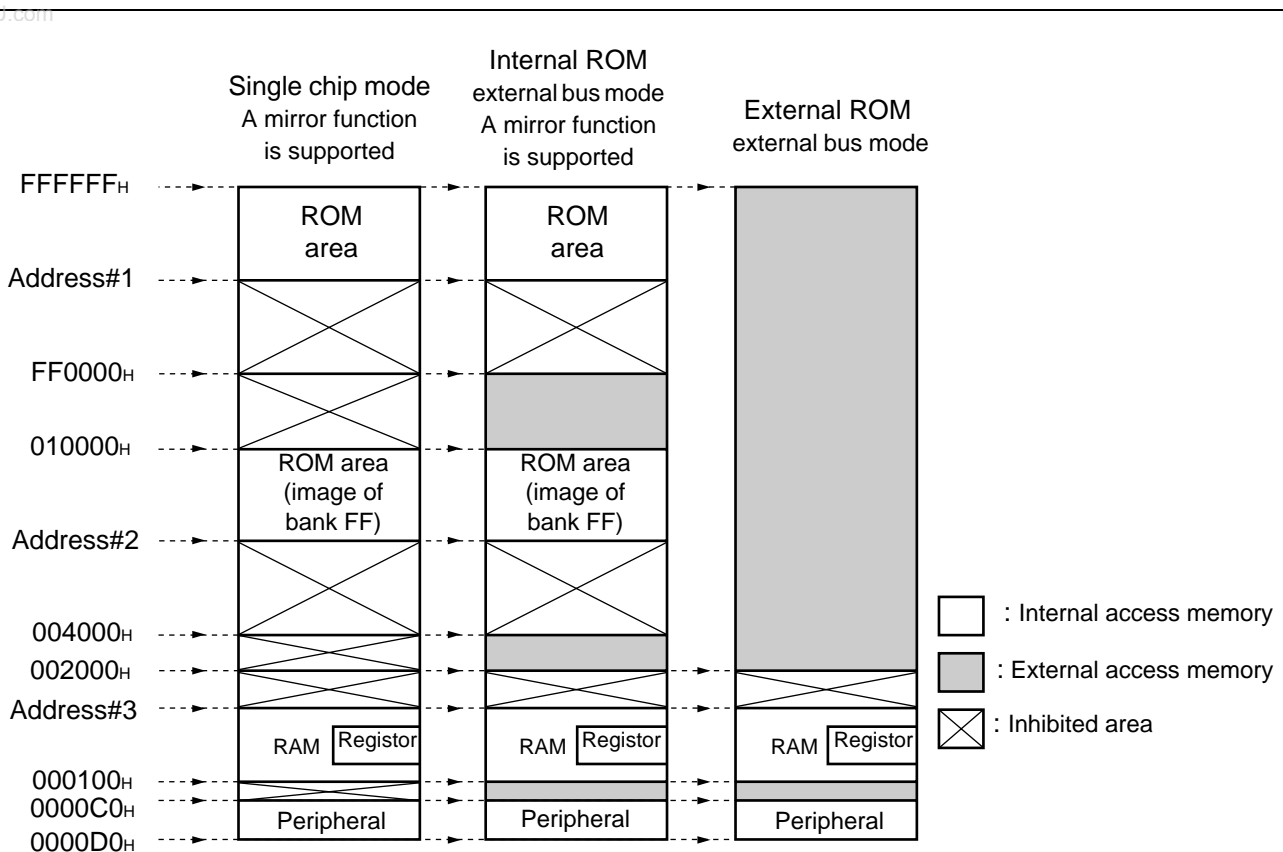 J.com
Single chip mode
A mirror function
is supported
Internal ROM
external bus mode
A mirror function
is supported
External ROM
external bus mode
FFFFFFH
Address#1
FF0000H
010000H
Address#2
004000H
002000H
Address#3
000100H
0000C0H
0000D0H
ROM
area
ROM area
(image of
bank FF)
RAM
Registor
Peripheral
ROM
area
ROM area
(image of
bank FF)
RAM
Registor
Peripheral
RAM
Registor
Peripheral
: Internal access memory
: External access memory
: Inhibited area